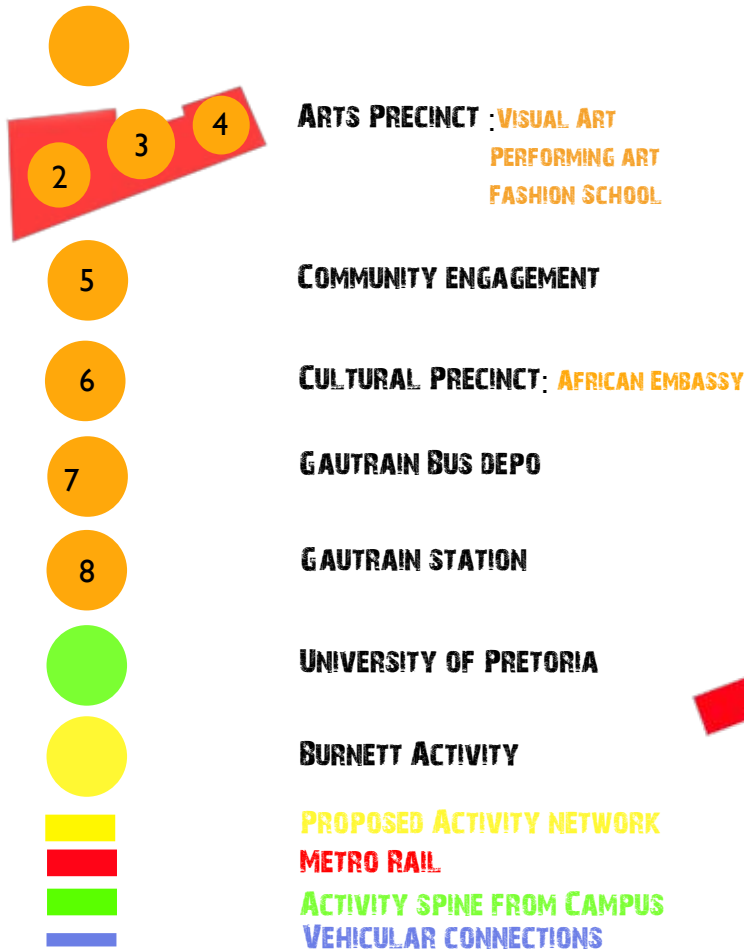 4
3
2
Arts Precinct : Visual Art
Performing art
Fashion School
5
Community engagement
6
Cultural Precinct: African Embassy
7
Gautrain Bus depo
8
Gautrain station
University of Pretoria
Burnett Activity
Proposed Activity network
Metro Rail
Activity spine from Campus
Vehicular connections